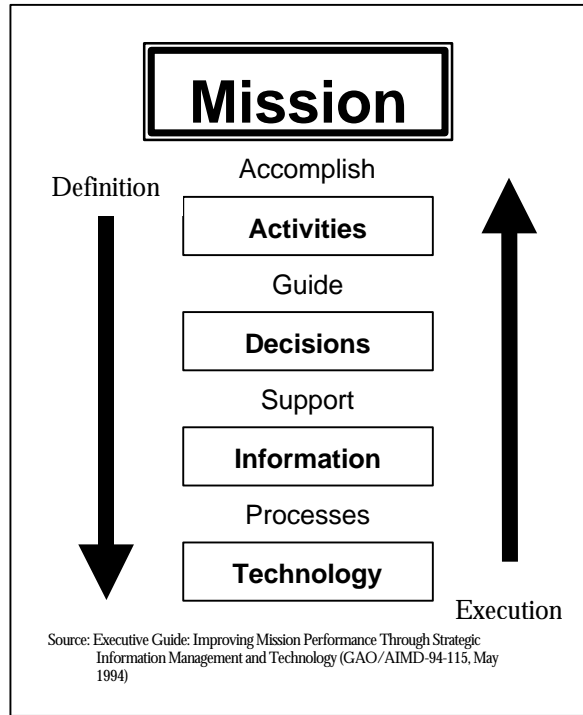 Mission
Accomplish
Definition
Activities
Guide
Decisions
Support
Information
Processes
Technology
Execution
Source: Executive Guide: Improving Mission Performance Through Strategic
Information Management and Technology (GAO/AIMD-94-115, May
1994)